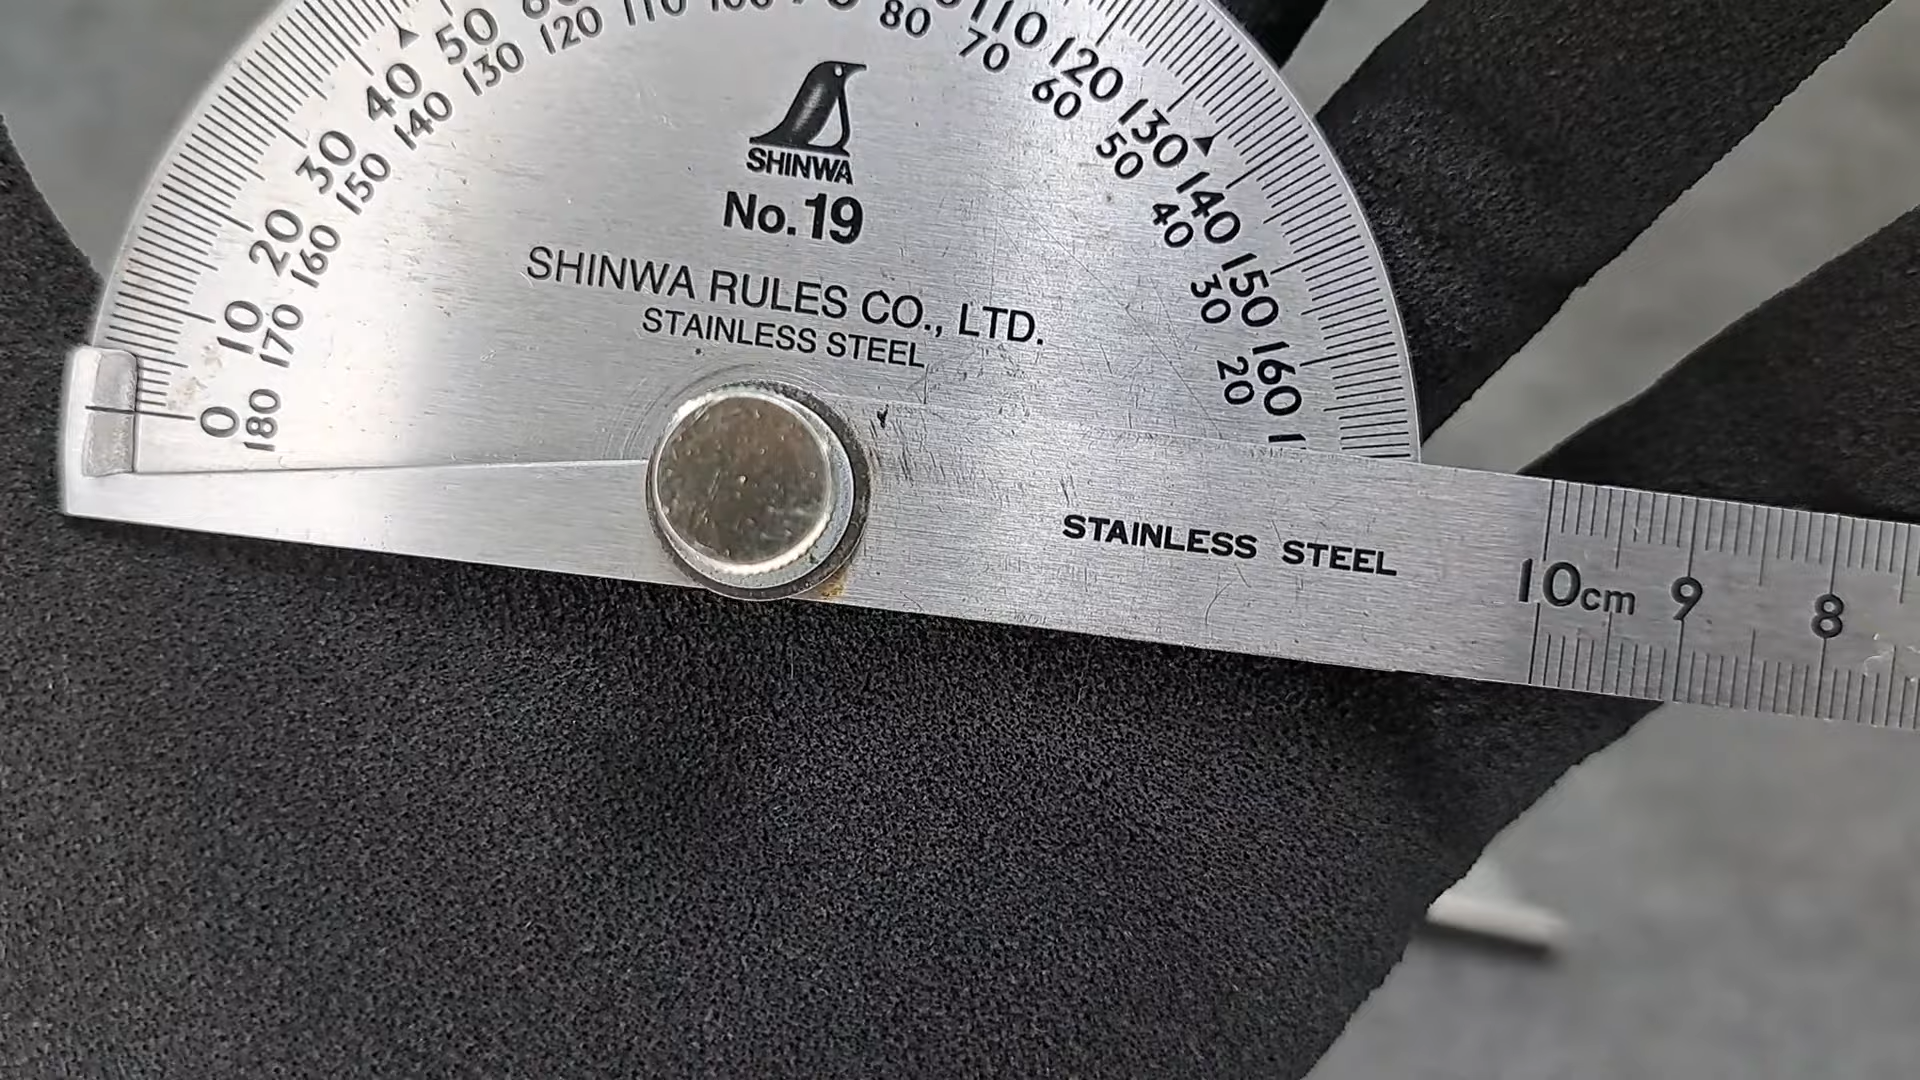 50 60 110 100 80 110
40 130 120 70 120
30 140 60 130
20 150 50 140
10 160 40 150
0 170 30 160
180 20
SHINWA
No.19
SHINWA RULES CO., LTD.
STAINLESS STEEL
STAINLESS STEEL
10cm 9 8